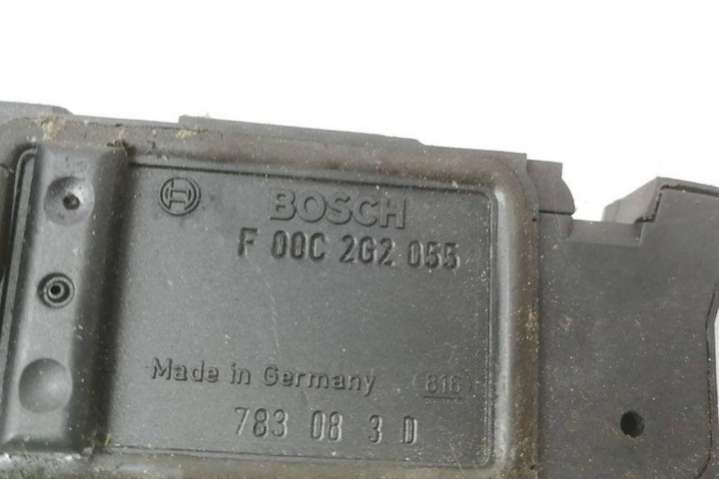 BOSCH
F 00C 2G2 055
Made in Germany 816
783 08 3 D